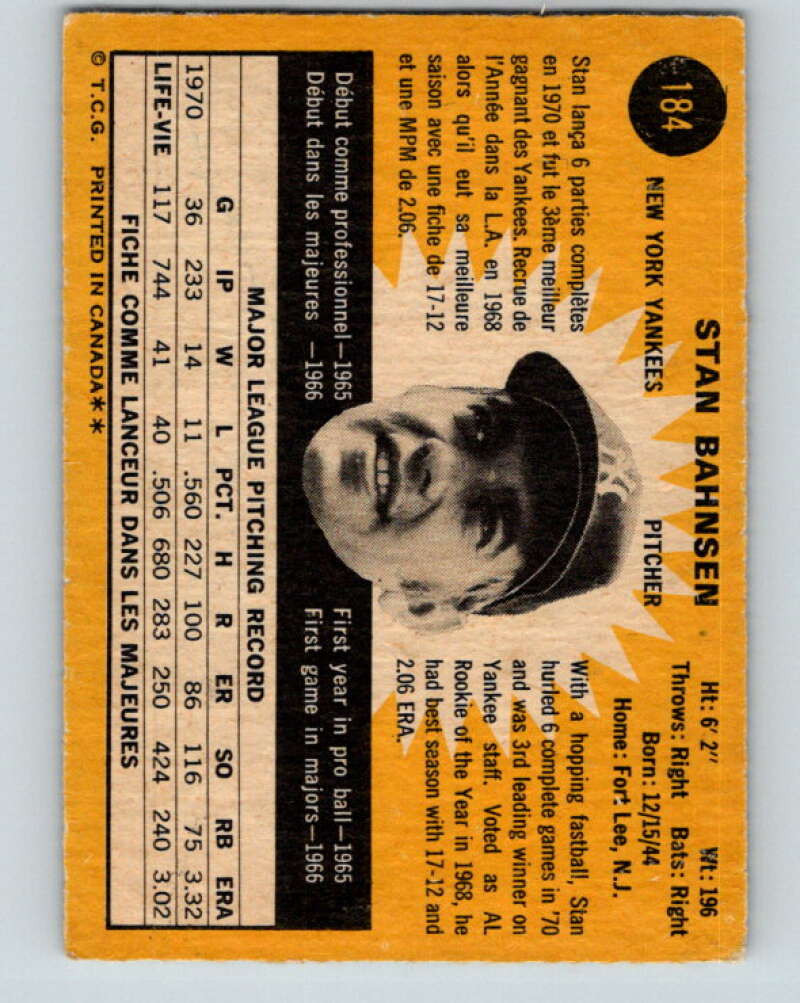 184
STAN BAHNSEN
NEW YORK YANKEES PITCHER
Ht: 6' 2" Wt: 196
Throws: Right Bats: Right
Born: 12/15/44
Home: Fort Lee, N.J.
Stan lança 6 parties complètes
en 1970 et fut le 3ème meilleur
gagnant des Yankees. Recrue de
l'Année dans la L.A. en 1968
alors qu'il eut sa meilleure
saison avec une fiche de 17-12
et une MPM de 2.06.
With a hopping fastball, Stan
hurled 6 complete games in '70
and was 3rd leading winner on
Yankee staff. Voted as AL
Rookie of the Year in 1968, he
had best season with 17-12 and
2.06 ERA.
Début comme professionnel—1965
Début dans les majeures —1966
First year in pro ball—1965
First game in majors—1966
MAJOR LEAGUE PITCHING RECORD
G IP W L PCT. H R ER SO RB ERA
1970 36 233 14 11 .560 227 100 86 116 75 3.32
LIFE-VIE 117 744 41 40 .506 680 283 250 424 240 3.02
FICHE COMME LANCEUR DANS LES MAJEURES
© T.C.G. PRINTED IN CANADA**